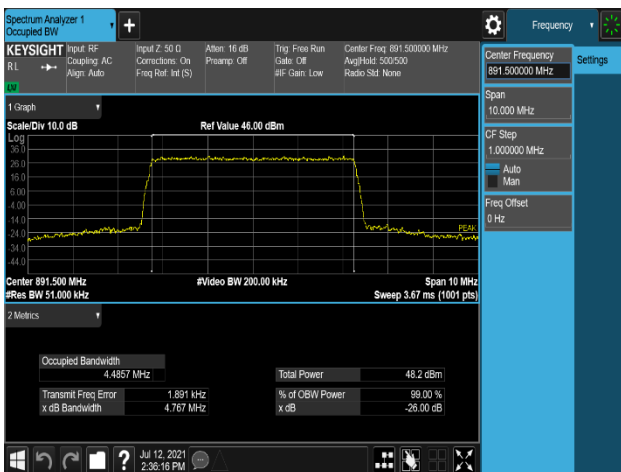 Spectrum Analyzer 1
Occupied BW
Frequency
KEYSIGHT
RL
Input: RF
Coupling: AC
Align: Auto
Input Z: 50 Ω
Corrections: On
Freq Ref: Int (S)
Atten: 16 dB
Preamp: Off
Trig: Free Run
Gate: Off
#IF Gain: Low
Center Freq: 891.500000 MHz
Avg|Hold: 500/500
Radio Std: None
Center Frequency
891.500000 MHz
Settings
Span
10.000 MHz
CF Step
1.000000 MHz
Auto
Man
Freq Offset
0 Hz
1 Graph
Scale/Div 10.0 dB
Ref Value 46.00 dBm
Log
36.0
26.0
16.0
6.00
-4.00
-14.0
-24.0
-34.0
-44.0
PEAK
Center 891.500 MHz
#Video BW 200.00 kHz
Span 10 MHz
#Res BW 51.000 kHz
Sweep 3.67 ms (1001 pts)
2 Metrics
Occupied Bandwidth
4.4857 MHz
Total Power
48.2 dBm
Transmit Freq Error
1.891 kHz
% of OBW Power
99.00 %
x dB Bandwidth
4.767 MHz
x dB
-26.00 dB
?
Jul 12, 2021
2:36:16 PM